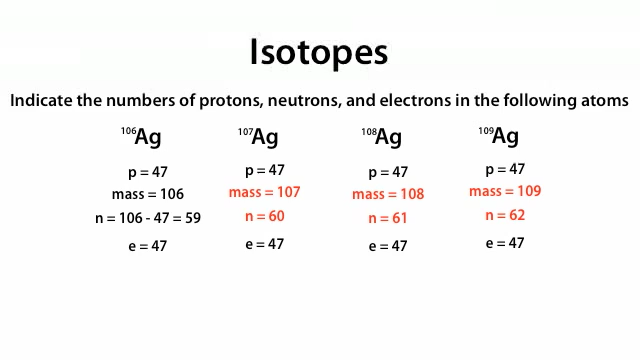 Isotopes
Indicate the numbers of protons, neutrons, and electrons in the following atoms
106Ag 107Ag 108Ag 109Ag
p = 47 p = 47 p = 47 p = 47
mass = 106 mass = 107 mass = 108 mass = 109
n = 106 - 47 = 59 n = 60 n = 61 n = 62
e = 47 e = 47 e = 47 e = 47